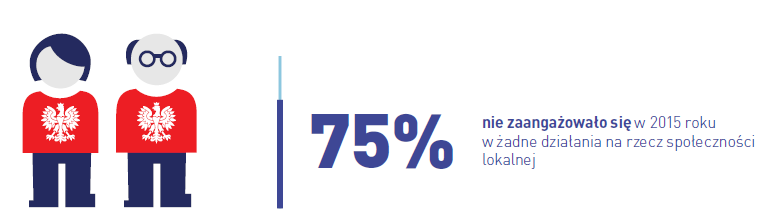 75%
nie zaangażowało się w 2015 roku
w żadne działania na rzecz społeczności
lokalnej